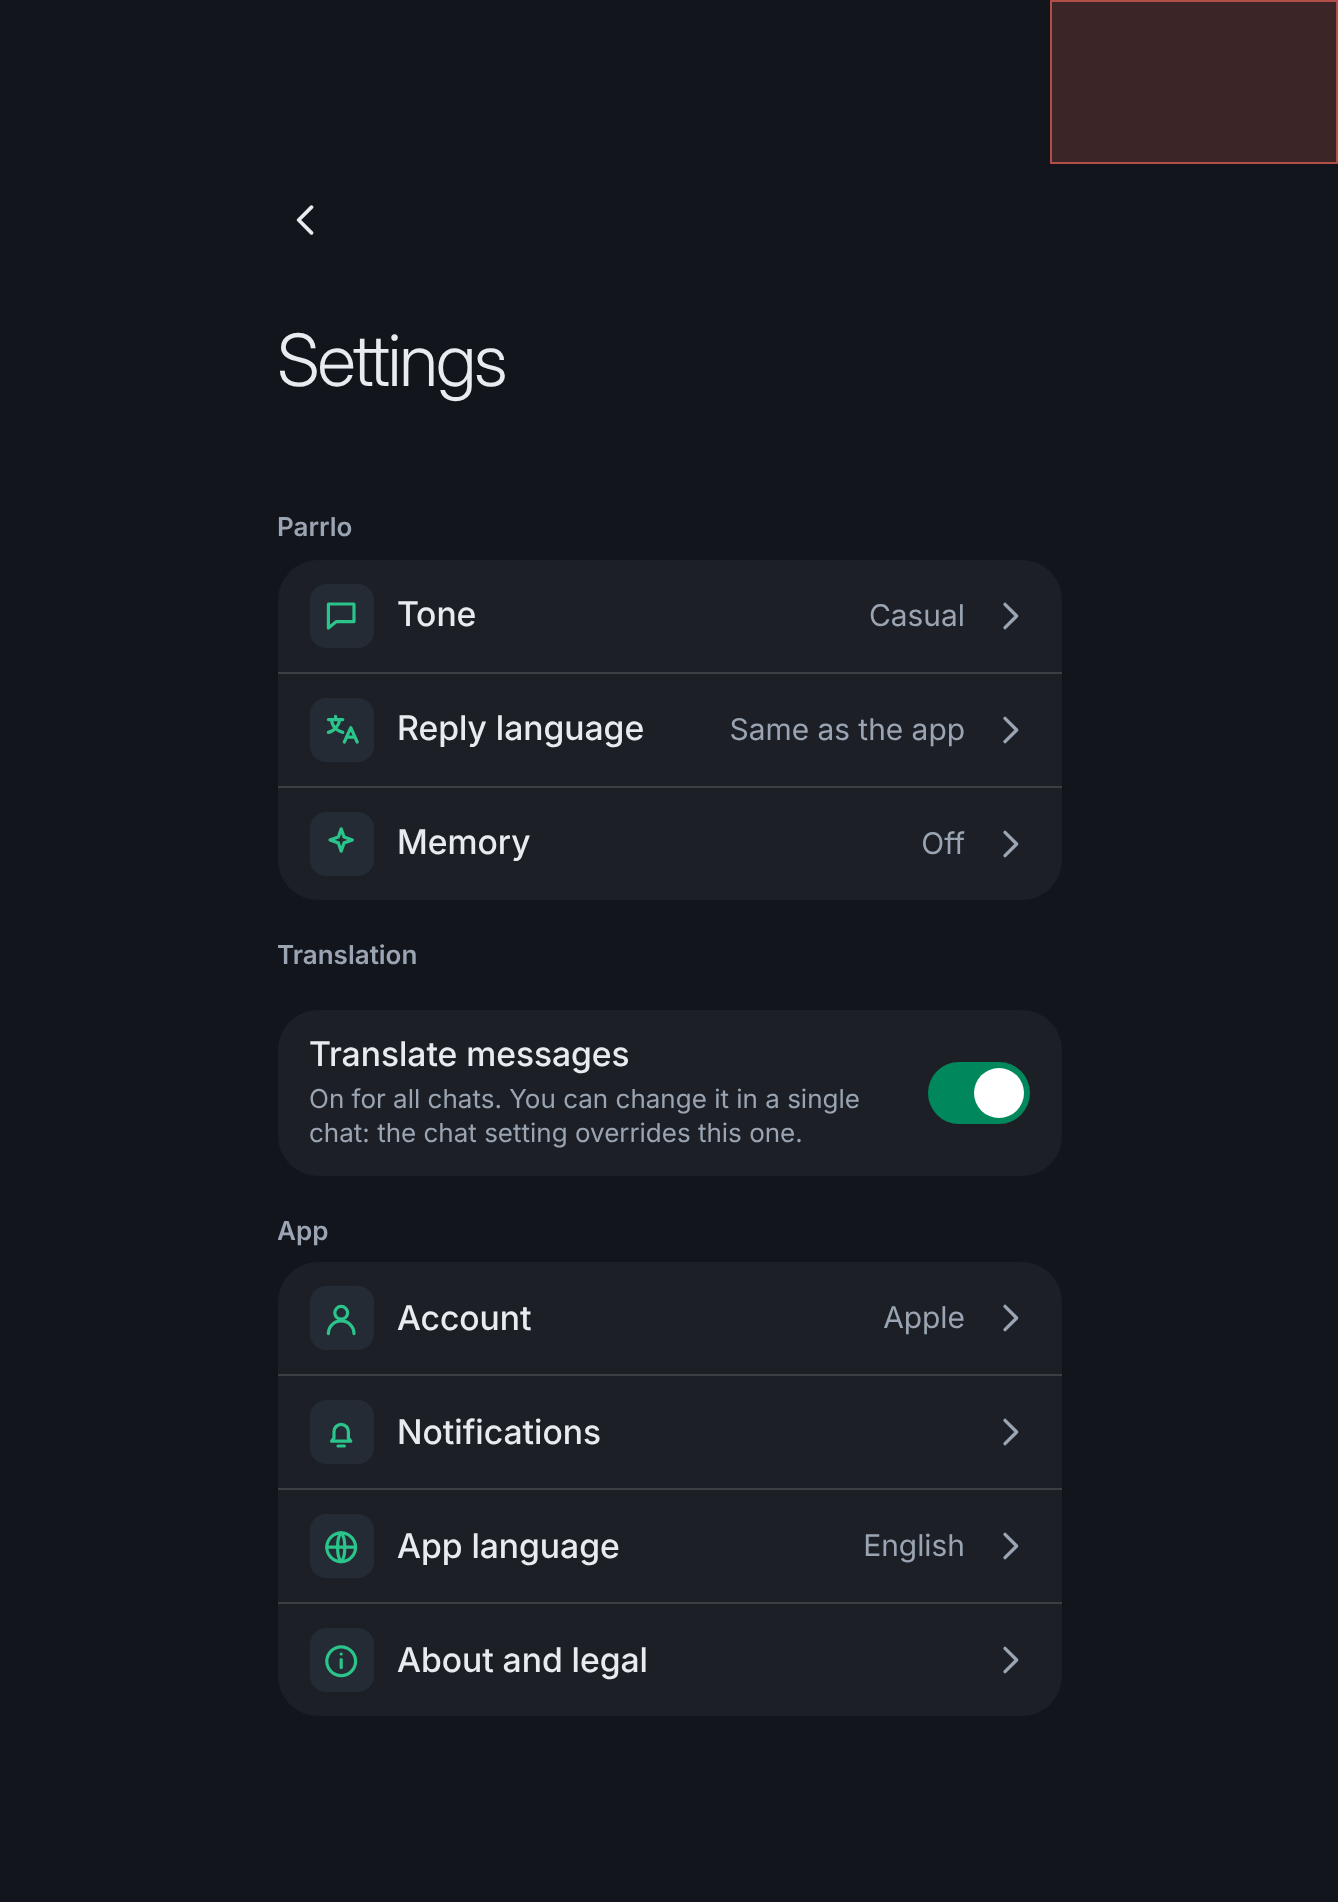 Settings
Parrlo
Tone
Casual
Reply language
Same as the app
Memory
Off
Translation
Translate messages
On for all chats. You can change it in a single
chat: the chat setting overrides this one.
App
Account
Apple
Notifications
App language
English
About and legal